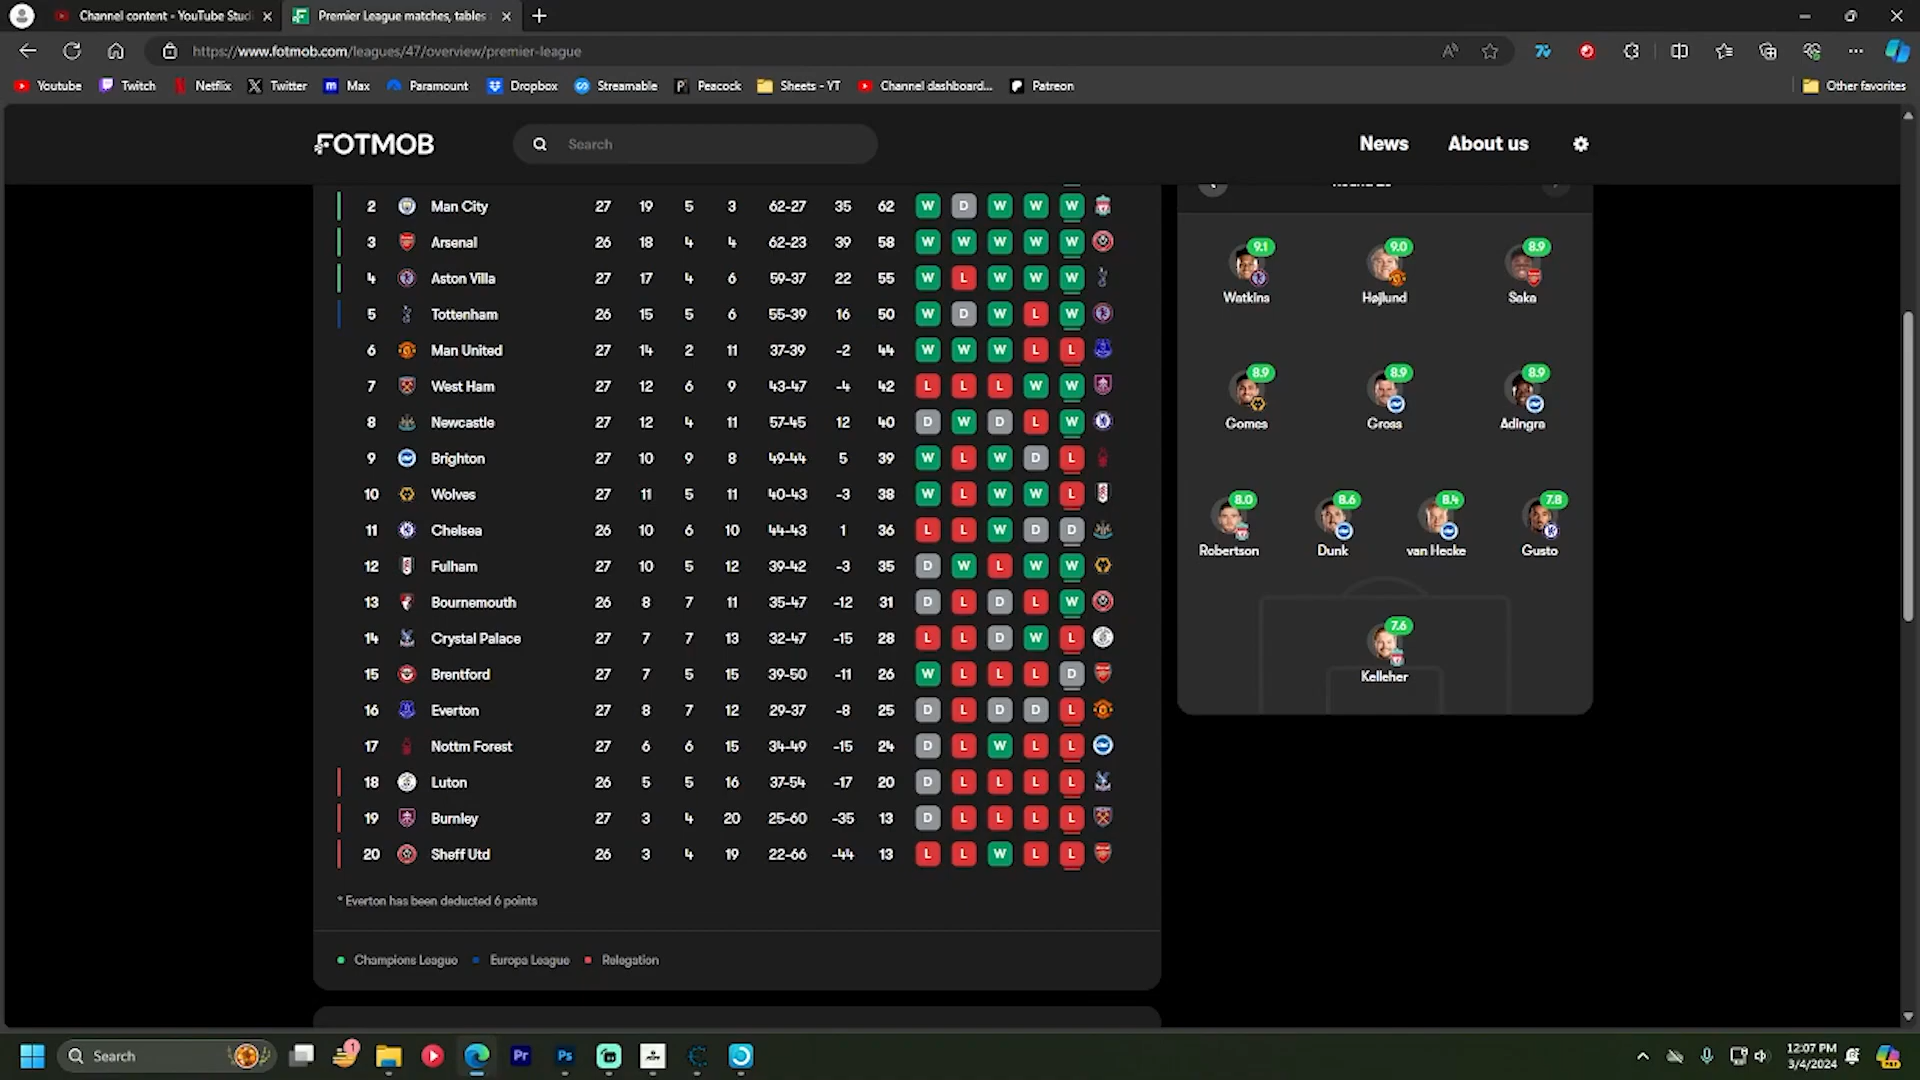 Channel content - YouTube Studi
Premier League matches, tables
https://www.fotmob.com/leagues/47/overview/premier-league
Youtube Twitch Netflix Twitter Max Paramount Dropbox Streamable Peacock Sheets - YT Channel dashboard... Patreon Other favorites
FOTMOB Search News About us
2 Man City 27 19 5 3 62-27 35 62 W D W W W
3 Arsenal 26 18 4 4 62-23 39 58 W W W W W
4 Aston Villa 27 17 4 6 59-37 22 55 W L W W W
5 Tottenham 26 15 5 6 55-39 16 50 W D W L W
6 Man United 27 14 2 11 37-39 -2 44 W W W L L
7 West Ham 27 12 6 9 43-47 -4 42 L L L W W
8 Newcastle 27 12 4 11 57-45 12 40 D W D L W
9 Brighton 27 10 9 8 49-44 5 39 W L W D L
10 Wolves 27 11 5 11 40-43 -3 38 W L W W L
11 Chelsea 26 10 6 10 44-43 1 36 L L W D D
12 Fulham 27 10 5 12 39-42 -3 35 D W L W W
13 Bournemouth 26 8 7 11 35-47 -12 31 D L D L W
14 Crystal Palace 27 7 7 13 32-47 -15 28 L L D W L
15 Brentford 27 7 5 15 39-50 -11 26 W L L L D
16 Everton 27 8 7 12 29-37 -8 25 D L D D L
17 Nottm Forest 27 6 6 15 34-49 -15 24 D L W L L
18 Luton 26 5 5 16 37-54 -17 20 D L L L L
19 Burnley 27 3 4 20 25-60 -35 13 D L L L L
20 Sheff Utd 26 3 4 19 22-66 -44 13 L L W L L
* Everton has been deducted 6 points
Champions League Europa League Relegation
9.1 9.0 8.9
Watkins Højlund Saka
8.9 8.9 8.9
Gomes Gross Adingra
8.0 8.6 8.4 7.8
Robertson Dunk van Hecke Gusto
7.6
Kelleher
Search 1 Pr Ps
12:07 PM
3/4/2024